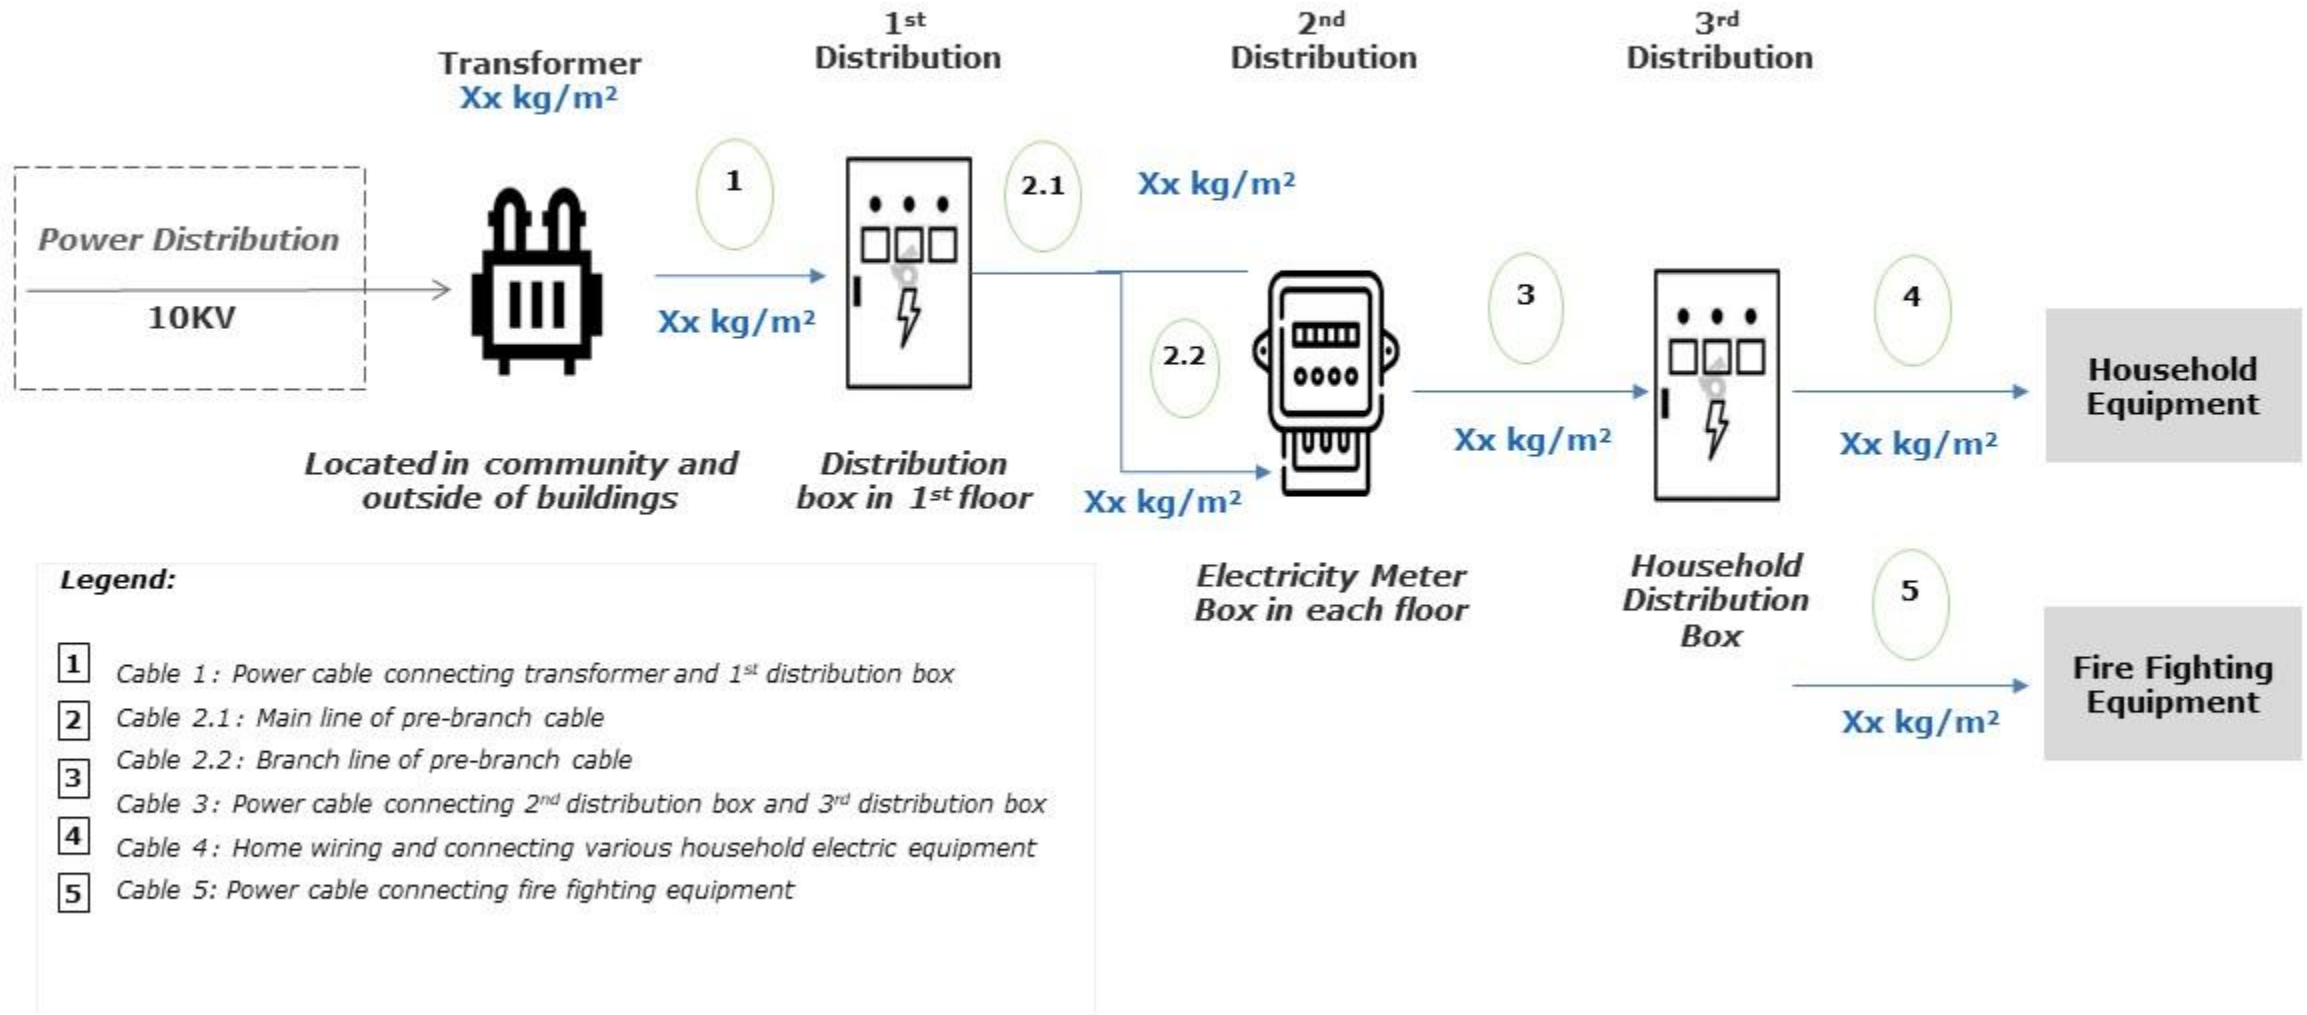 1st
Distribution
2nd
Distribution
3rd
Distribution
Transformer
Xx kg/m²
1
2.1
Xx kg/m²
Power Distribution
10KV
Xx kg/m²
2.2
3
4
Household
Equipment
Xx kg/m²
Xx kg/m²
Xx kg/m²
Located in community and
outside of buildings
Distribution
box in 1st floor
Electricity Meter
Box in each floor
Household
Distribution
Box
5
Fire Fighting
Equipment
Xx kg/m²
Legend:
1
Cable 1: Power cable connecting transformer and 1st distribution box
2
Cable 2.1: Main line of pre-branch cable
Cable 2.2: Branch line of pre-branch cable
3
Cable 3: Power cable connecting 2nd distribution box and 3rd distribution box
4
Cable 4: Home wiring and connecting various household electric equipment
5
Cable 5: Power cable connecting fire fighting equipment